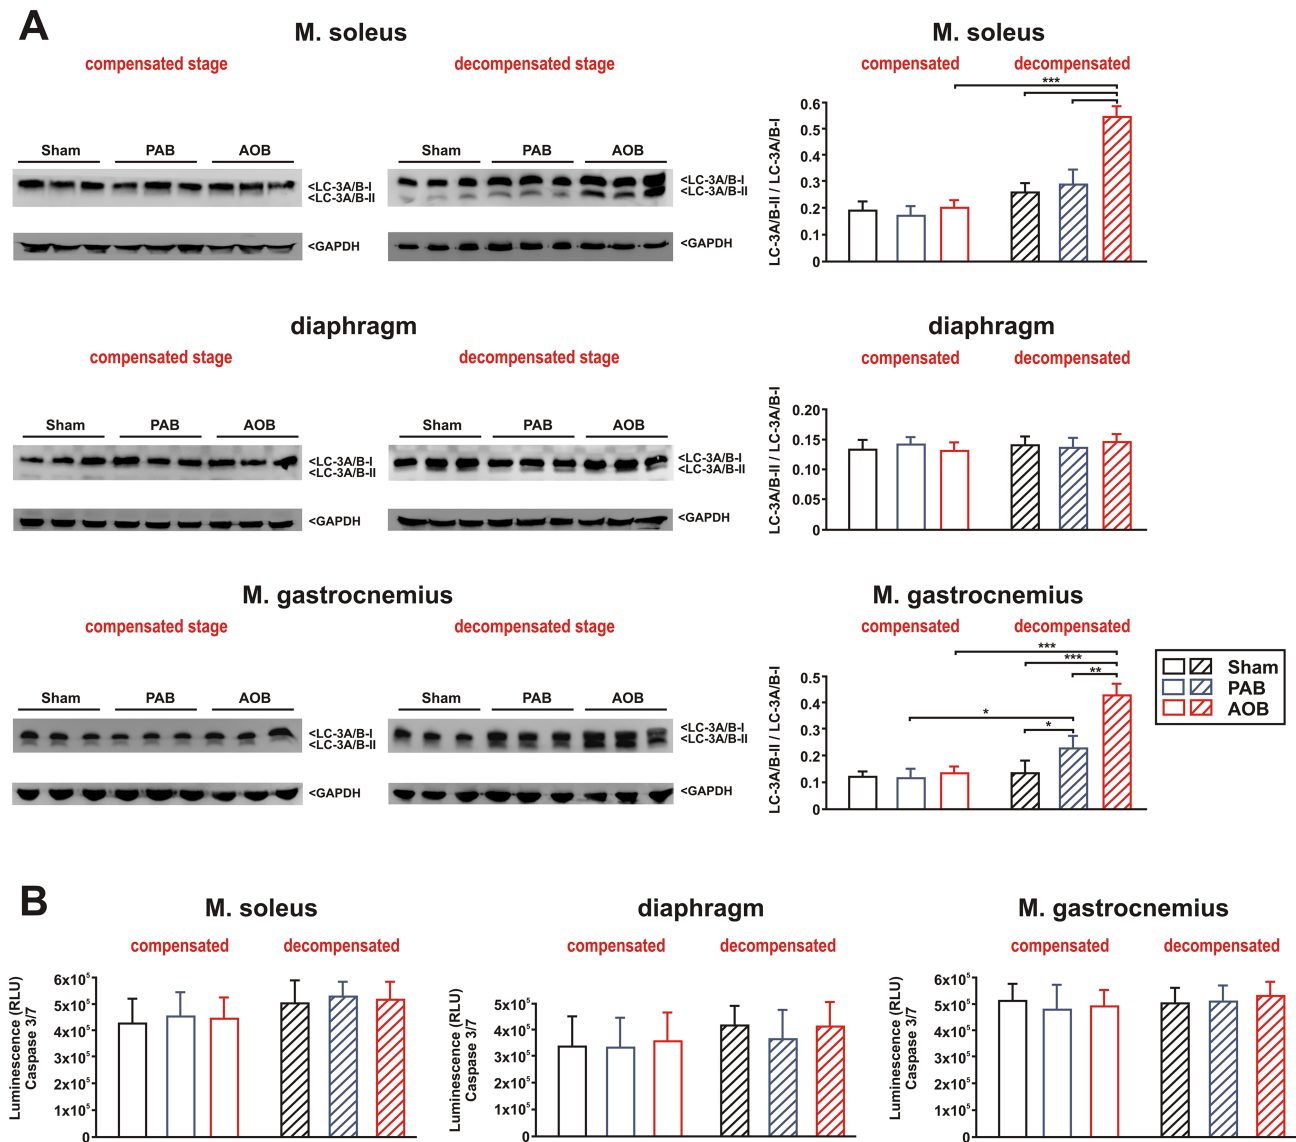 A
M. soleus
compensated stage
decompensated stage
Sham PAB AOB
<LC-3A/B-I
<LC-3A/B-II
<GAPDH
Sham PAB AOB
<LC-3A/B-I
<LC-3A/B-II
<GAPDH
M. soleus
compensated decompensated
***
LC-3A/B-II / LC-3A/B-I
0.6
0.5
0.4
0.3
0.2
0.1
0
diaphragm
compensated stage
decompensated stage
Sham PAB AOB
<LC-3A/B-I
<LC-3A/B-II
<GAPDH
Sham PAB AOB
<LC-3A/B-I
<LC-3A/B-II
<GAPDH
diaphragm
compensated decompensated
LC-3A/B-II / LC-3A/B-I
0.20
0.15
0.10
0.05
0
M. gastrocnemius
compensated stage
decompensated stage
Sham PAB AOB
<LC-3A/B-I
<LC-3A/B-II
<GAPDH
Sham PAB AOB
<LC-3A/B-I
<LC-3A/B-II
<GAPDH
M. gastrocnemius
compensated decompensated
***
***
**
*
*
LC-3A/B-II / LC-3A/B-I
0.5
0.4
0.3
0.2
0.1
0
Sham
PAB
AOB
B
M. soleus
compensated decompensated
Luminescence (RLU)
Caspase 3/7
6x10⁵
5x10⁵
4x10⁵
3x10⁵
2x10⁵
1x10⁵
0
diaphragm
compensated decompensated
Luminescence (RLU)
Caspase 3/7
5x10⁵
4x10⁵
3x10⁵
2x10⁵
1x10⁵
0
M. gastrocnemius
compensated decompensated
Luminescence (RLU)
Caspase 3/7
6x10⁵
5x10⁵
4x10⁵
3x10⁵
2x10⁵
1x10⁵
0